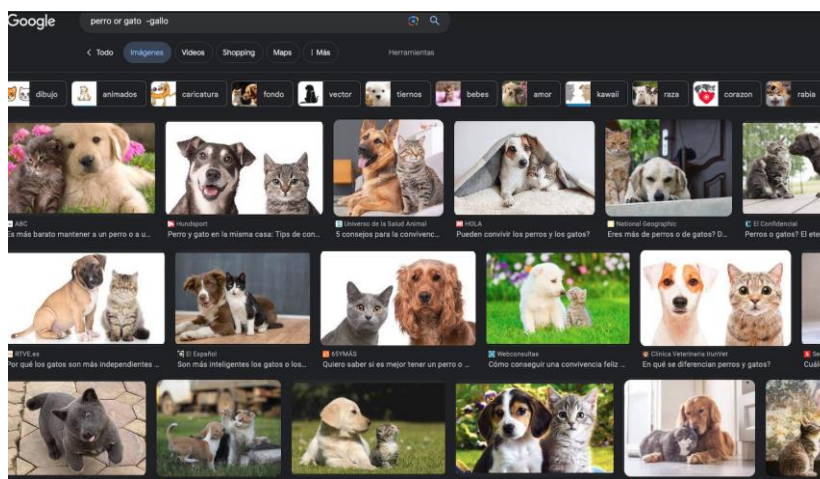 Google
perro or gato -gallo
Todo
Imágenes
Videos
Shopping
Maps
Más
Herramientas
dibujo
animados
caricatura
fondo
vector
tiernos
bebes
amor
kawaii
raza
corazon
rabia
ABC
Es más barato mantener a un perro o a u...
Hundsport
Perro y gato en la misma casa: Tips de con...
Universo de la Salud Animal
5 consejos para la convivenc...
HOLA
Pueden convivir los perros y los gatos?
National Geographic
Eres más de perros o de gatos? D...
El Confidencial
Perros o gatos? El ete
RTVE.es
Por qué los gatos son más independientes ...
El Español
Son más inteligentes los gatos o los...
65YMÁS
Quiero saber si es mejor tener un perro o ...
Webconsultas
Cómo conseguir una convivencia feliz ...
Clínica Veterinaria IrunVet
En qué se diferencian perros y gatos?
Cuál